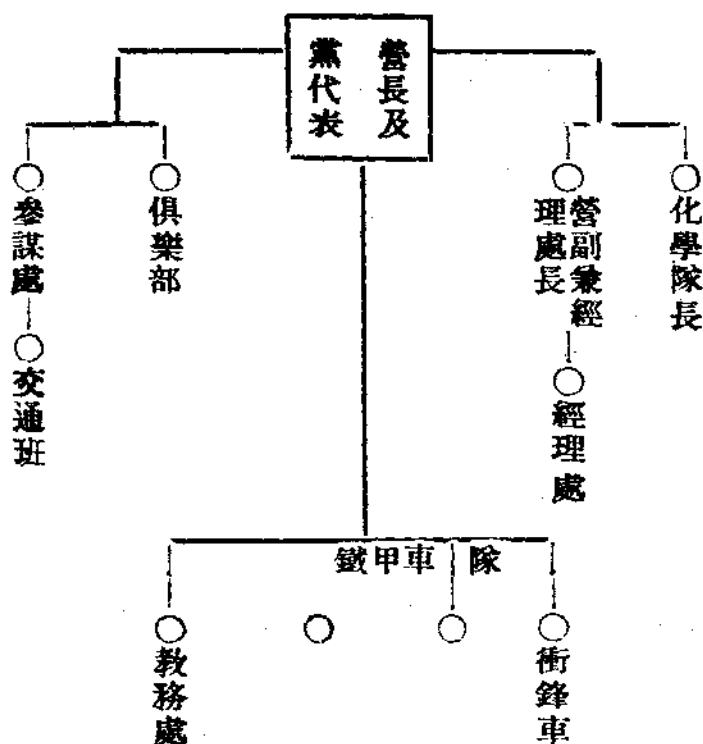 營長及
黨代表
化學隊長
營副兼經
理處長
經理處
俱樂部
參謀處
交通班
鐵甲車隊
衝鋒車
教務處